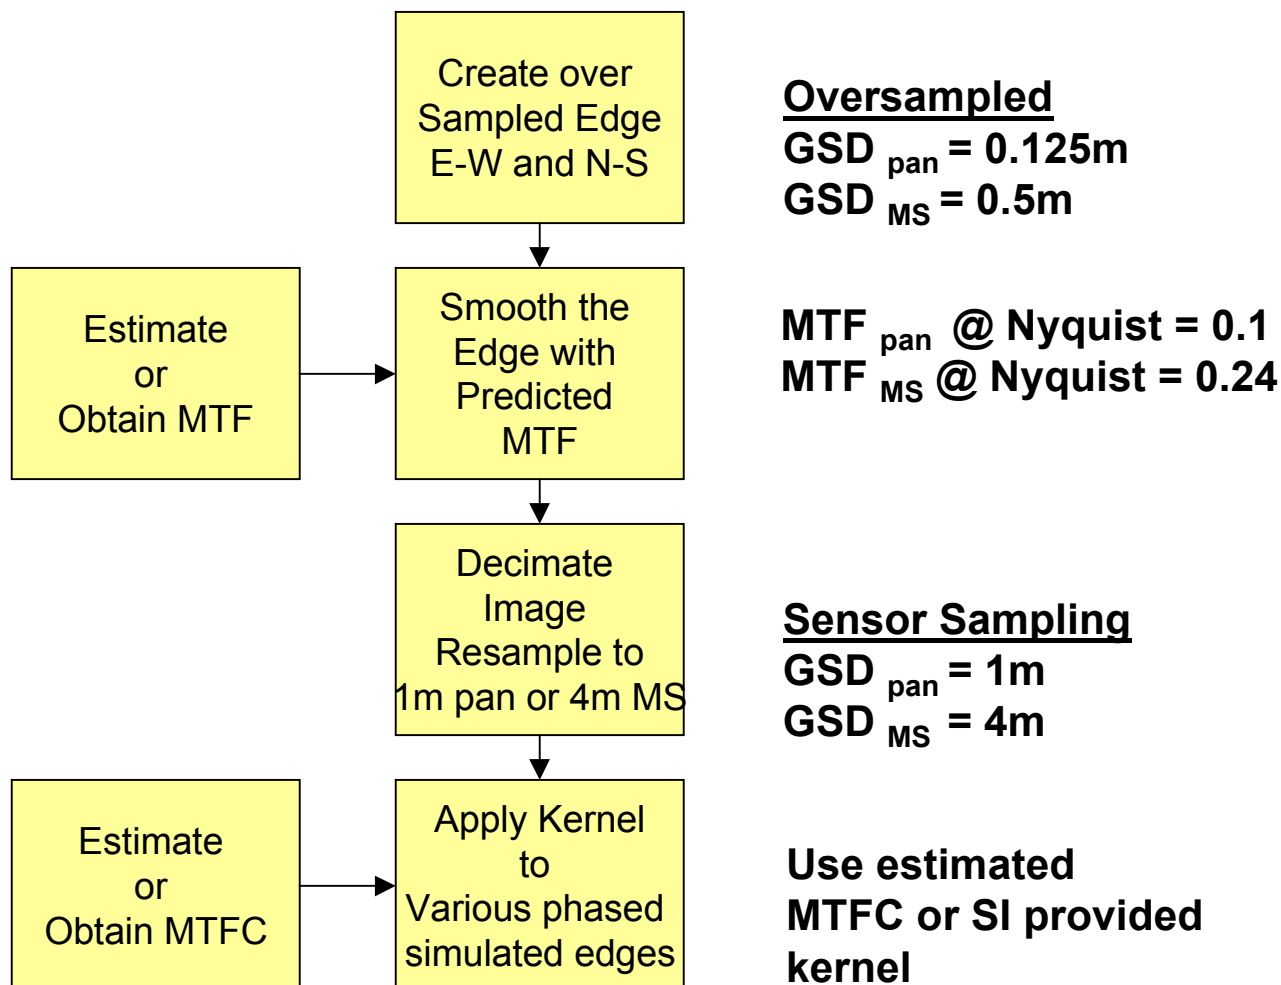 Create over
Sampled Edge
E-W and N-S
Oversampled
GSD pan = 0.125m
GSD MS = 0.5m
Estimate
or
Obtain MTF
Smooth the
Edge with
Predicted
MTF
MTF pan @ Nyquist = 0.1
MTF MS @ Nyquist = 0.24
Decimate
Image
Resample to
1m pan or 4m MS
Sensor Sampling
GSD pan = 1m
GSD MS = 4m
Estimate
or
Obtain MTFC
Apply Kernel
to
Various phased
simulated edges
Use estimated
MTFC or SI provided
kernel